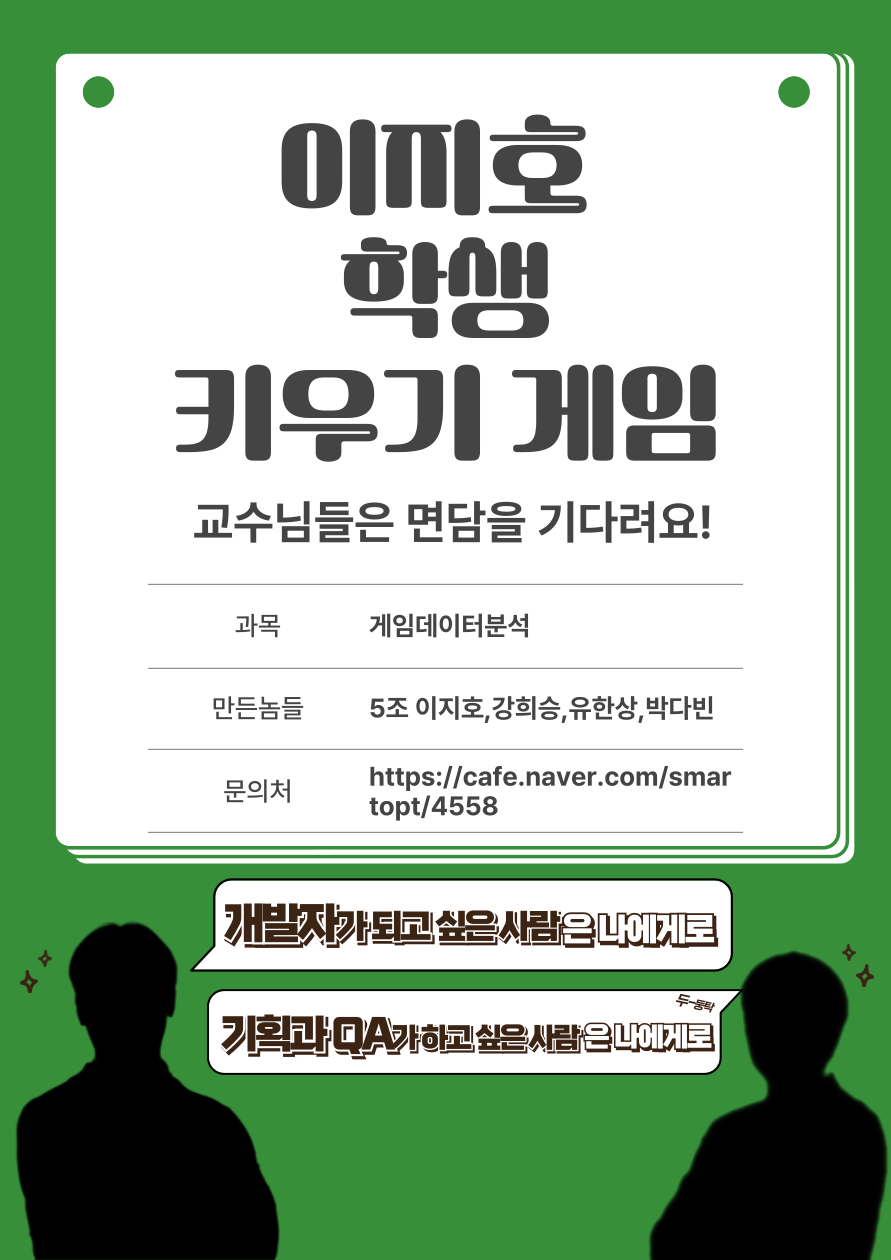 이지호
학생
키우기 게임
교수님들은 면담을 기다려요!
과목 게임데이터분석
만든놈들 5조 이지호,강희승,유한상,박다빈
문의처 https://cafe.naver.com/smar
topt/4558
개발자가 되고 싶은 사람은 나에게로
두-둥탁
기획과 QA가 하고 싶은 사람은 나에게로